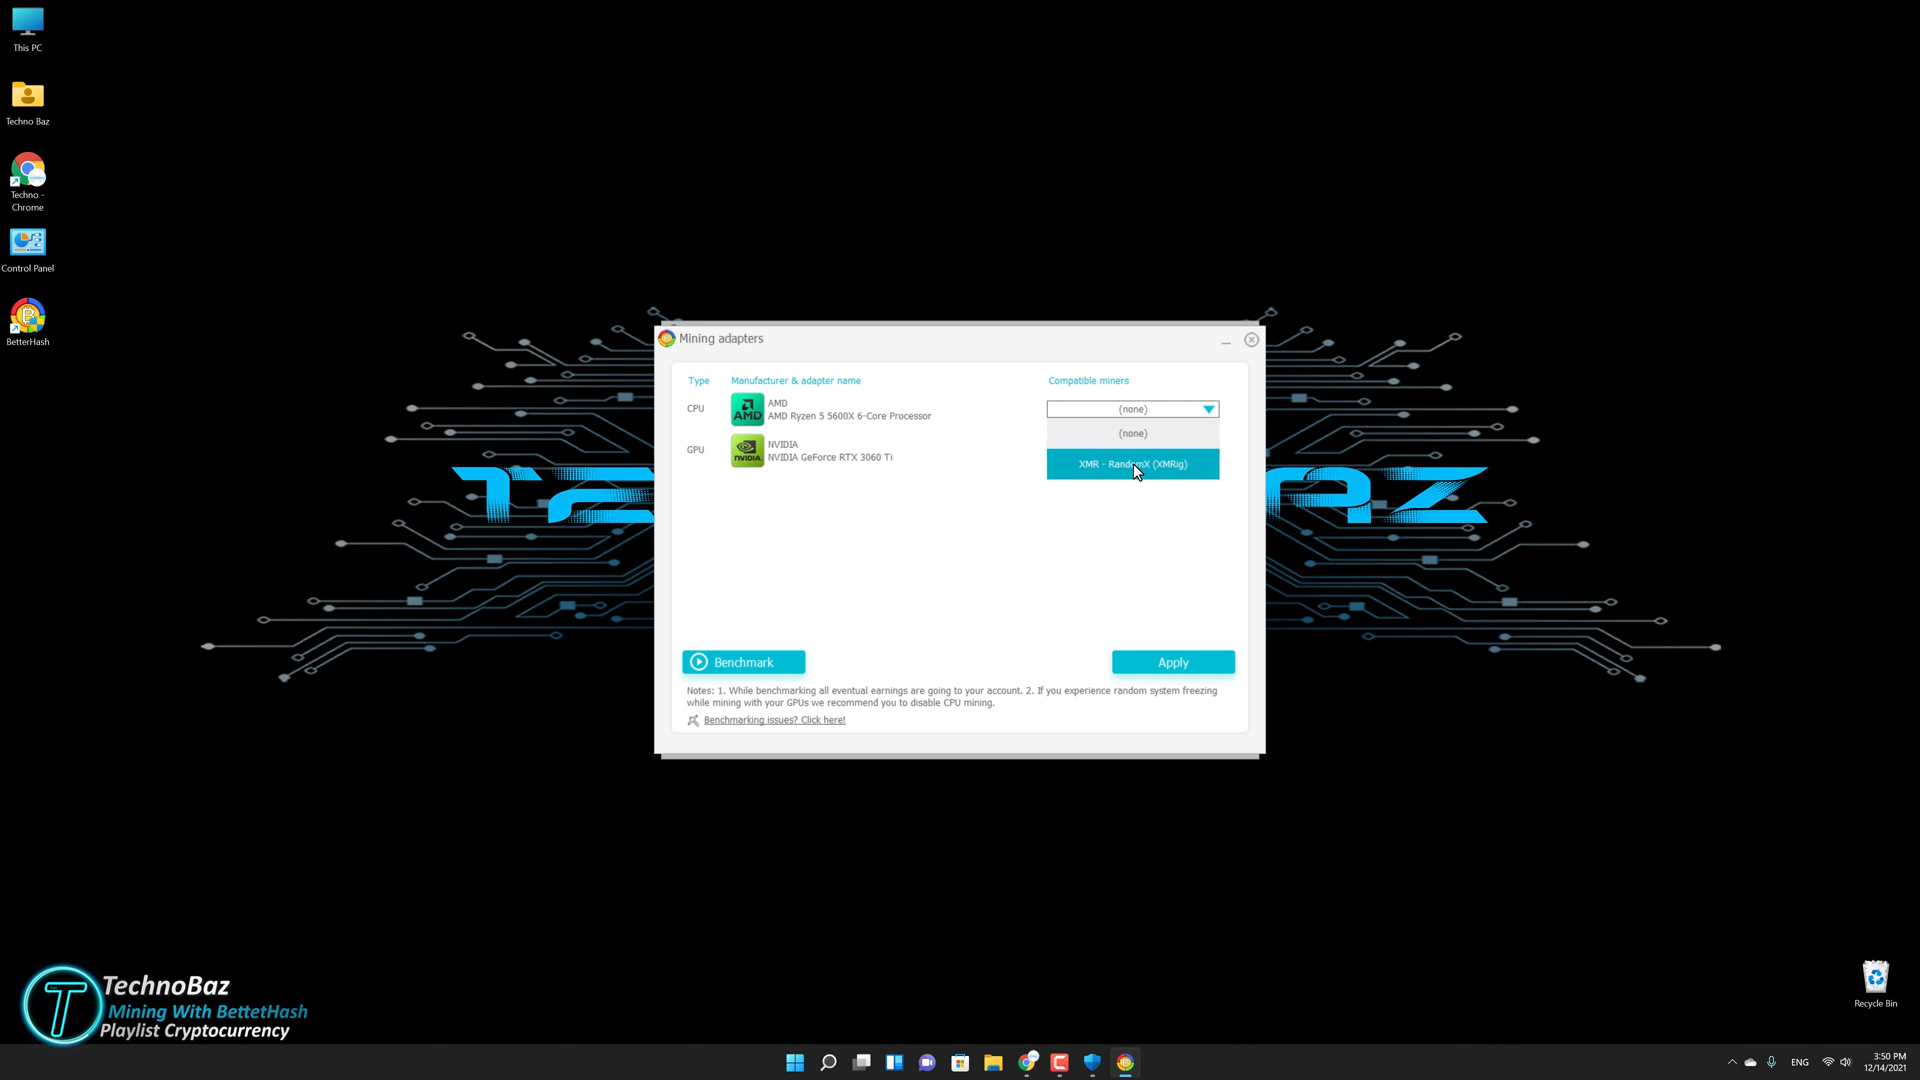 This PC
Techno Baz
Techno -
Chrome
Control Panel
BetterHash
Mining adapters
Type
Manufacturer & adapter name
Compatible miners
CPU
AMD
AMD
AMD Ryzen 5 5600X 6-Core Processor
(none)
(none)
GPU
NVIDIA
NVIDIA
NVIDIA GeForce RTX 3060 Ti
XMR - RandomX (XMRig)
Benchmark
Apply
Notes: 1. While benchmarking all eventual earnings are going to your account. 2. If you experience random system freezing
while mining with your GPUs we recommend you to disable CPU mining.
Benchmarking issues? Click here!
TechnoBaz
Mining With BettetHash
Playlist Cryptocurrency
Recycle Bin
ENG
3:50 PM
12/14/2021